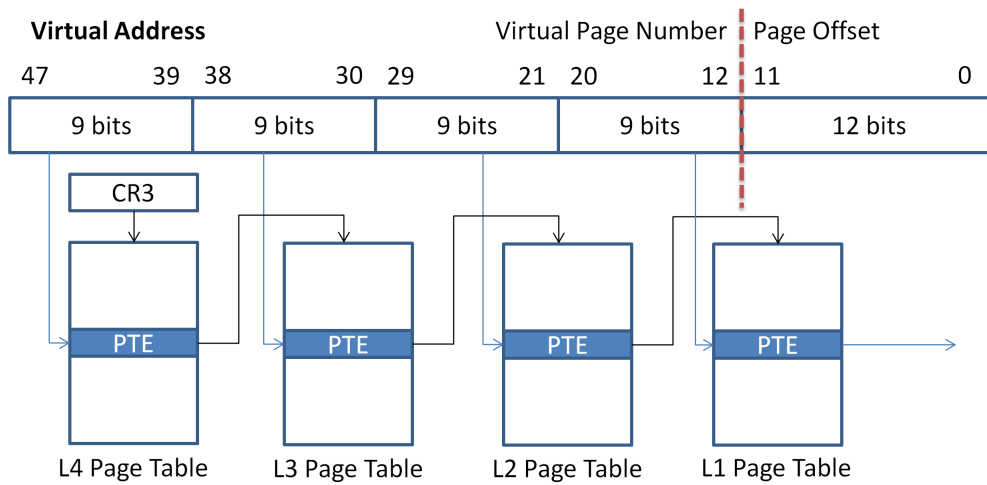 Virtual Address Virtual Page Number Page Offset
47 39 38 30 29 21 20 12 11 0
9 bits 9 bits 9 bits 9 bits 12 bits
CR3
PTE PTE PTE PTE
L4 Page Table L3 Page Table L2 Page Table L1 Page Table